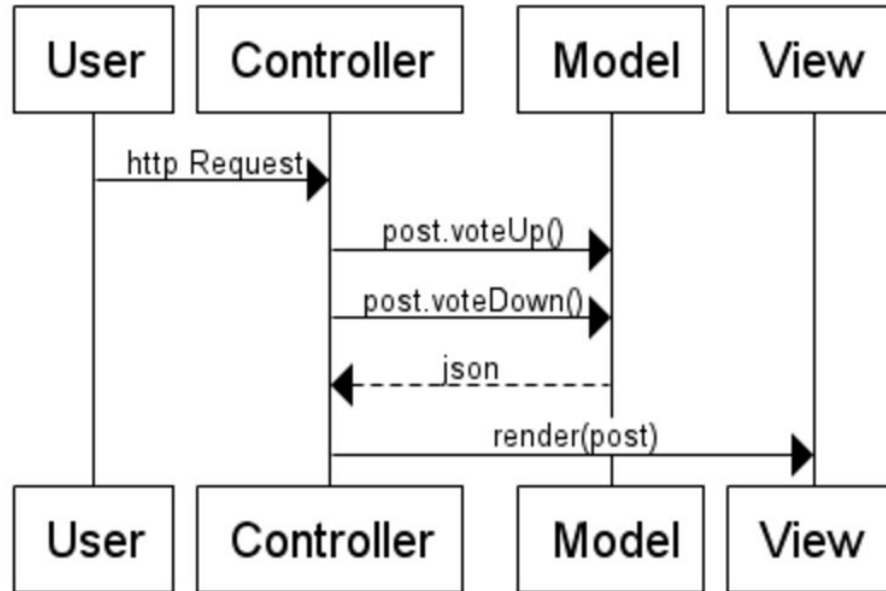 User Controller Model View
http Request
post.voteUp()
post.voteDown()
json
render(post)
User Controller Model View